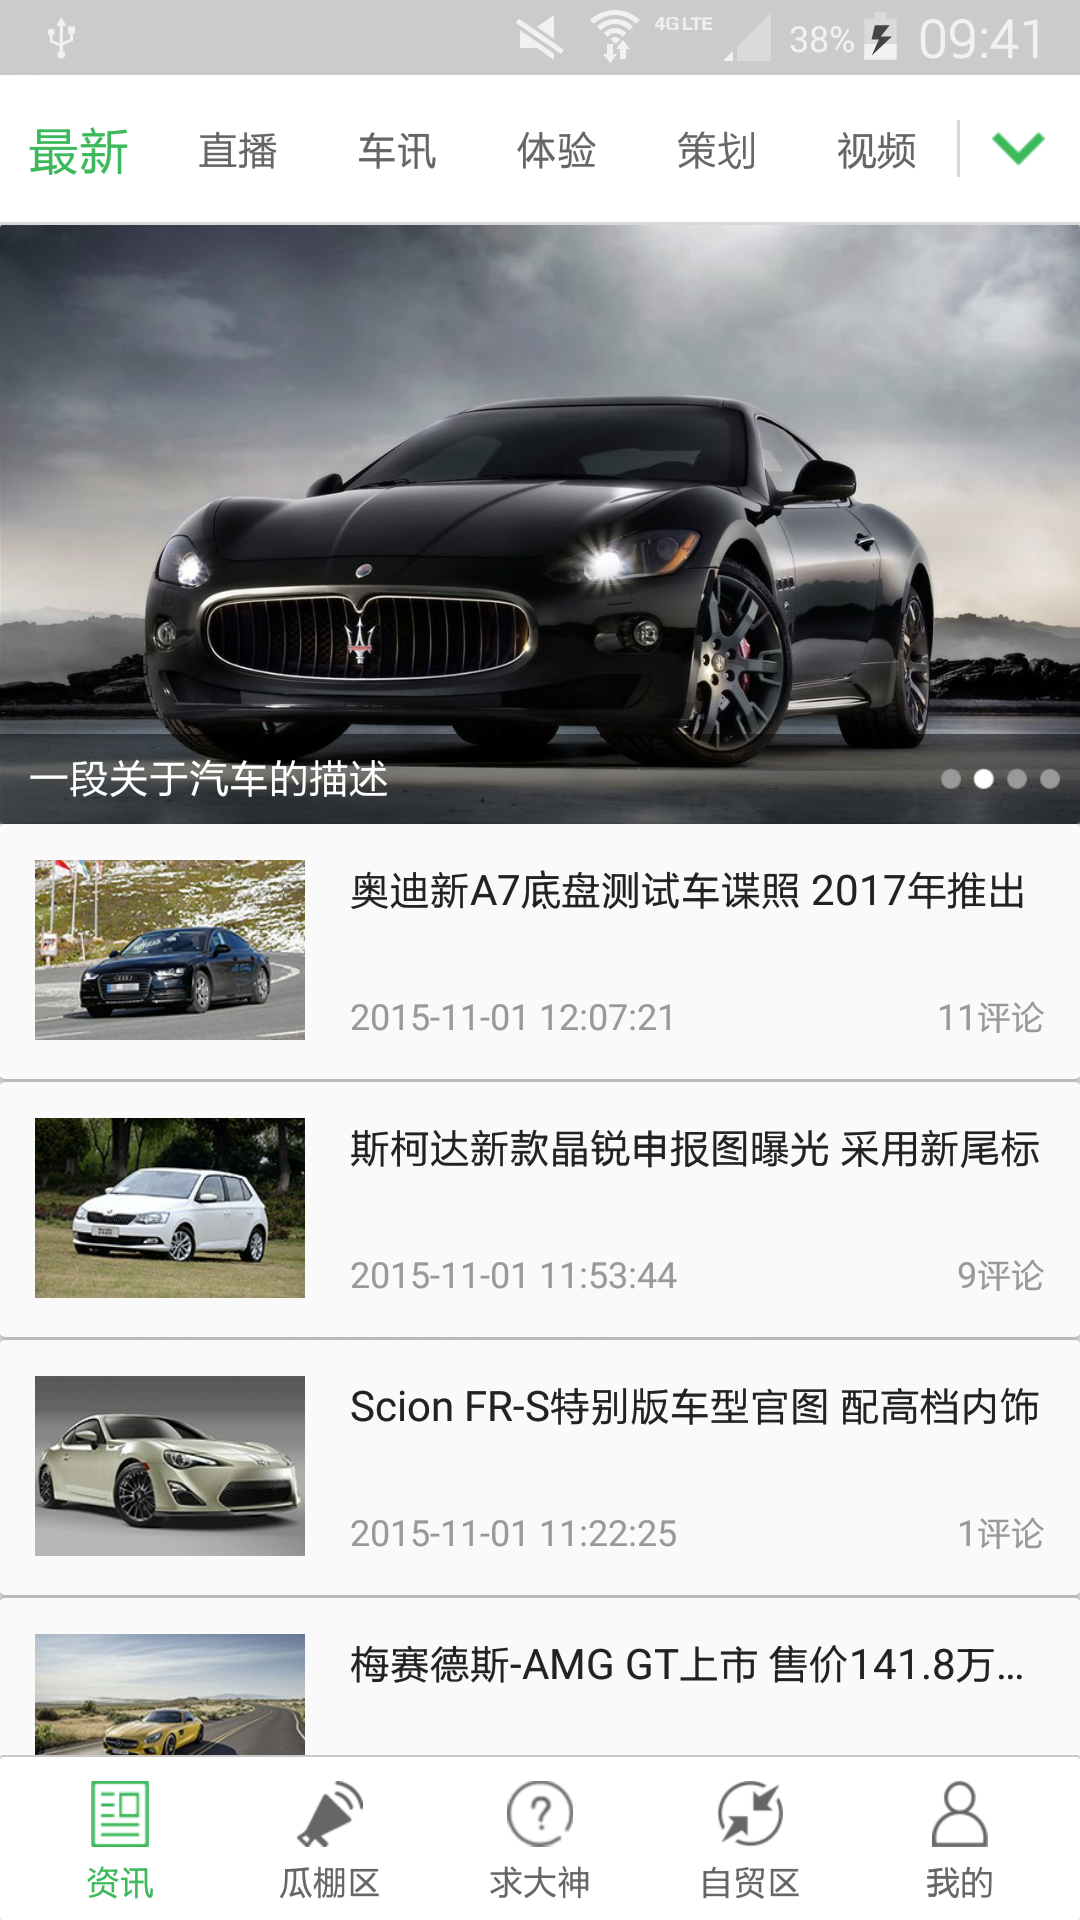 4G LTE 38% 09:41
最新 直播 车讯 体验 策划 视频
一段关于汽车的描述
奥迪新A7底盘测试车谍照 2017年推出
2015-11-01 12:07:21 11评论
斯柯达新款晶锐申报图曝光 采用新尾标
2015-11-01 11:53:44 9评论
Scion FR-S特别版车型官图 配高档内饰
2015-11-01 11:22:25 1评论
梅赛德斯-AMG GT上市 售价141.8万...
资讯 瓜棚区 求大神 自贸区 我的